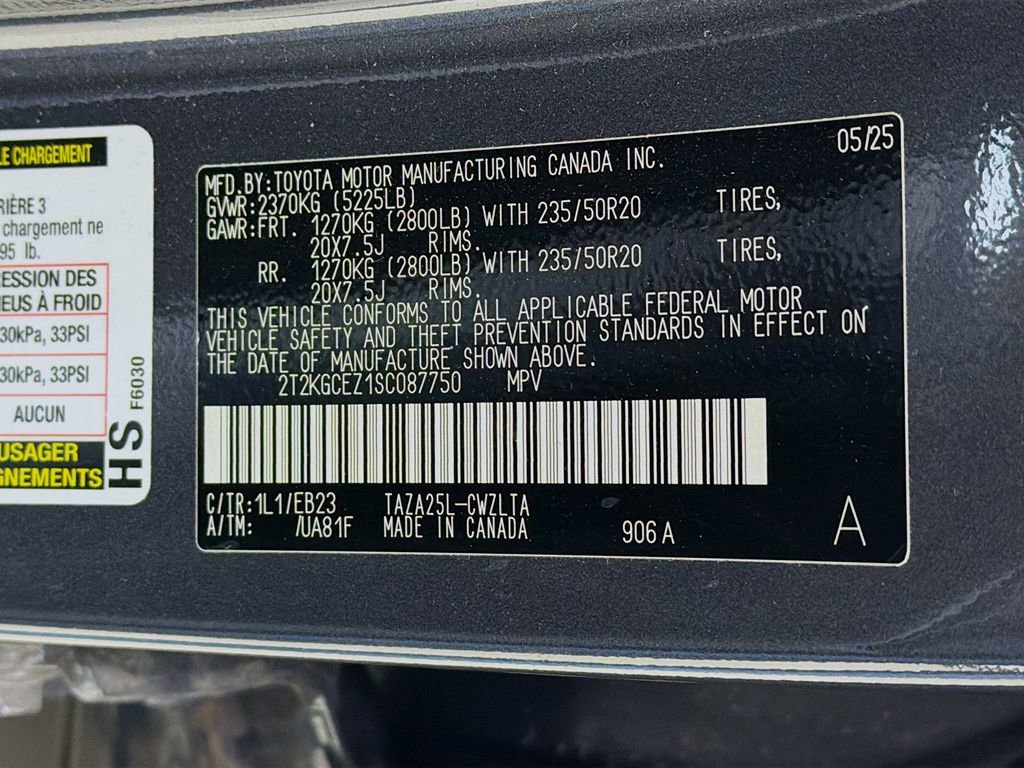 LE CHARGEMENT
RIÈRE 3
chargement ne
95 lb.
ESSION DES
EUS À FROID
30kPa, 33PSI
30kPa, 33PSI
AUCUN
USAGER
GNEMENTS
HS
F6030
05/25
MFD.BY:TOYOTA MOTOR MANUFACTURING CANADA INC.
GVWR:2370KG (5225LB)
GAWR:FRT. 1270KG (2800LB) WITH 235/50R20 TIRES,
20X7.5J RIMS.
RR. 1270KG (2800LB) WITH 235/50R20 TIRES,
20X7.5J RIMS.
THIS VEHICLE CONFORMS TO ALL APPLICABLE FEDERAL MOTOR
VEHICLE SAFETY AND THEFT PREVENTION STANDARDS IN EFFECT ON
THE DATE OF MANUFACTURE SHOWN ABOVE.
2T2KGCEZ1SC087750 MPV
C/TR:1L1/EB23 TAZA25L-CWZLTA
A/TM: /UA81F MADE IN CANADA 906 A A